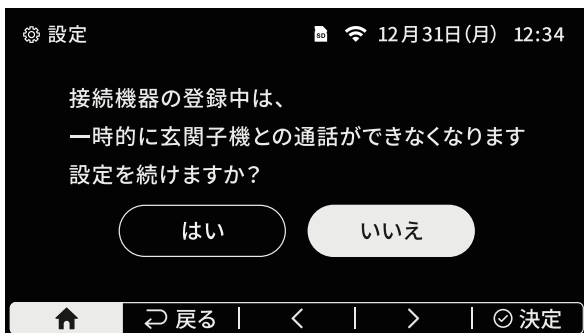 設定 SD 12月31日(月) 12:34
接続機器の登録中は、
一時的に玄関子機との通話ができなくなります
設定を続けますか?
はい いいえ
戻る 決定